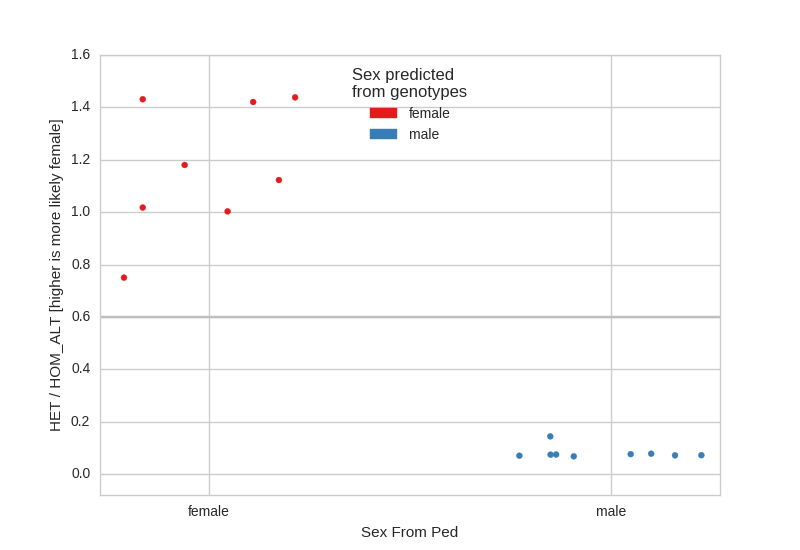 1.6
1.4
1.2
1.0
0.8
0.6
0.4
0.2
0.0
HET / HOM_ALT [higher is more likely female]
Sex predicted
from genotypes
female
male
female
male
Sex From Ped